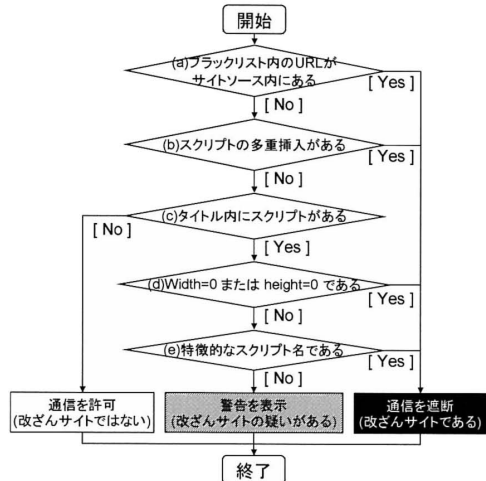 開始
(a)ブラックリスト内のURLが
サイトソース内にある
[ Yes ]
[ No ]
(b)スクリプトの多重挿入がある
[ Yes ]
[ No ]
(c)タイトル内にスクリプトがある
[ No ]
[ Yes ]
(d)Width=0 または height=0 である
[ Yes ]
[ No ]
(e)特徴的なスクリプト名である
[ Yes ]
[ No ]
通信を許可
(改ざんサイトではない)
警告を表示
(改ざんサイトの疑いがある)
通信を遮断
(改ざんサイトである)
終了